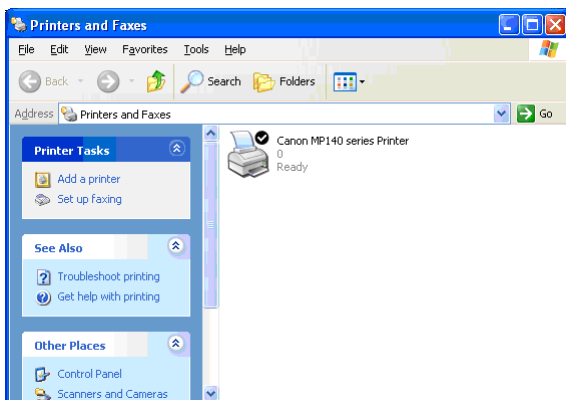 Printers and Faxes
File Edit View Favorites Tools Help
Back Search Folders
Address Printers and Faxes Go
Printer Tasks
Add a printer
Set up faxing
See Also
Troubleshoot printing
Get help with printing
Other Places
Control Panel
Scanners and Cameras
Canon MP140 series Printer
0
Ready